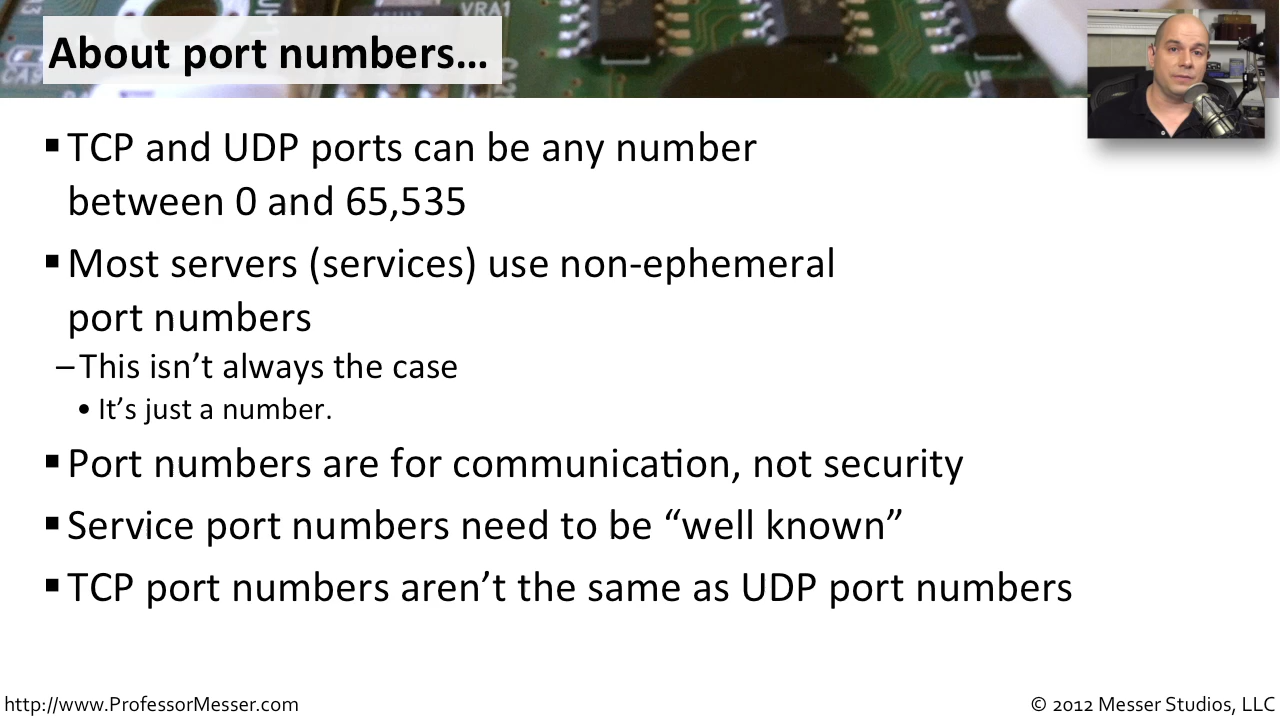 VRA1
About port numbers...
▪ TCP and UDP ports can be any number
between 0 and 65,535
▪ Most servers (services) use non-ephemeral
port numbers
– This isn’t always the case
• It’s just a number.
▪ Port numbers are for communication, not security
▪ Service port numbers need to be “well known”
▪ TCP port numbers aren’t the same as UDP port numbers
http://www.ProfessorMesser.com
© 2012 Messer Studios, LLC